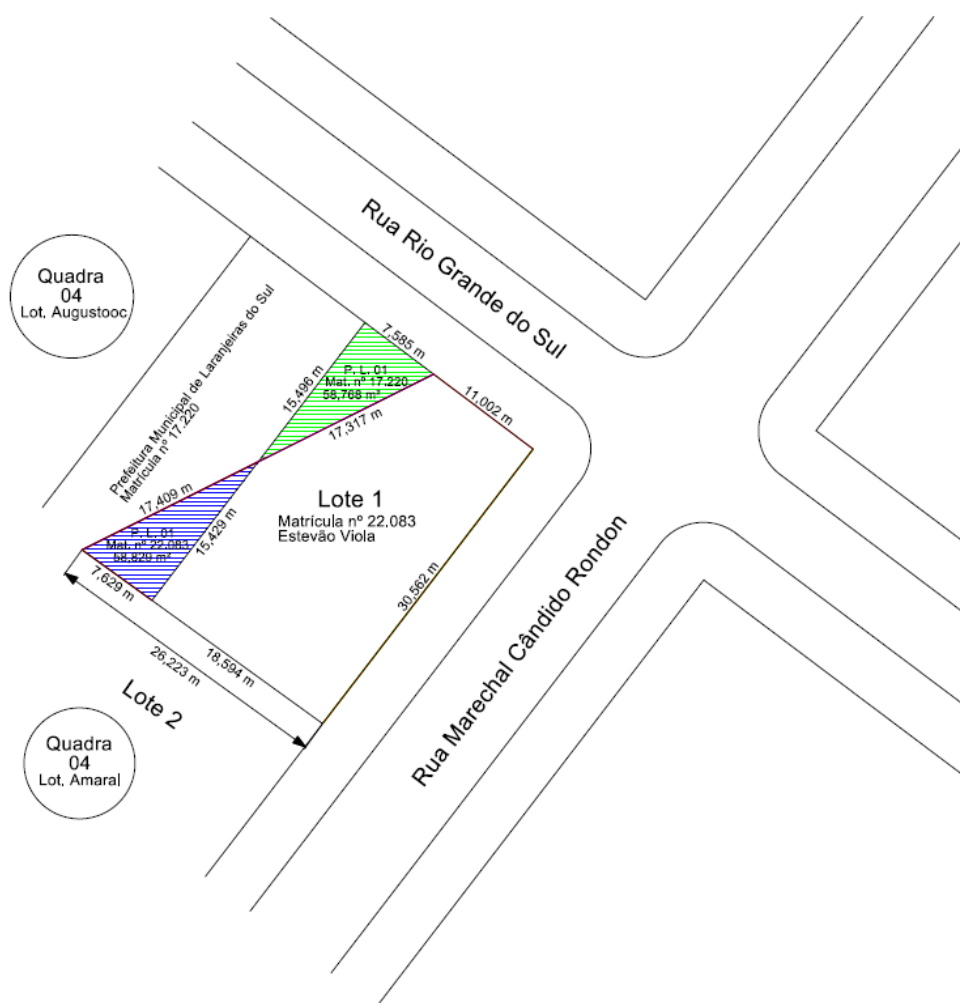 Rua Rio Grande do Sul
Quadra
04
Lot. Augustooc
Prefeitura Municipal de Laranjeiras do Sul
Matrícula nº 17.220
7,585 m
P. L. 01
Mat. nº 17.220
58,768 m²
15,496 m
17,317 m
11,002 m
17,409 m
Lote 1
Matrícula nº 22.083
Estevão Viola
P. L. 01
Mat. nº 22.083
58,829 m²
15,429 m
7,629 m
30,562 m
18,594 m
26,223 m
Lote 2
Rua Marechal Cândido Rondon
Quadra
04
Lot. Amaral